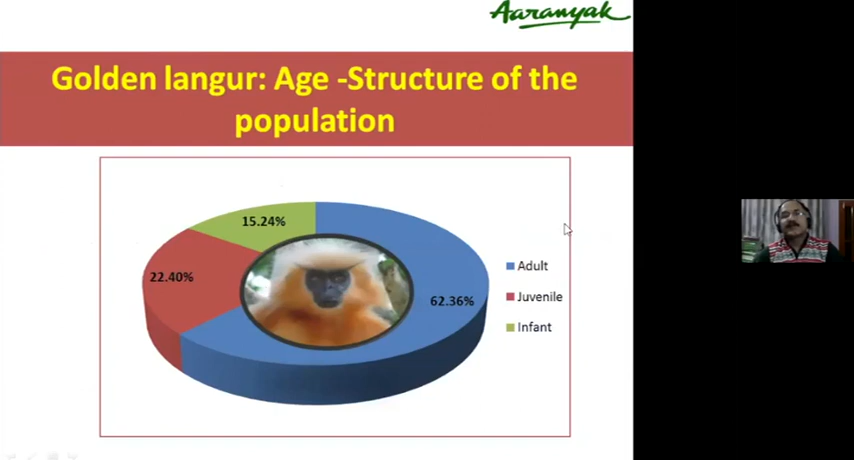 Aaranyak
Golden langur: Age -Structure of the
population
15.24%
22.40%
62.36%
Adult
Juvenile
Infant